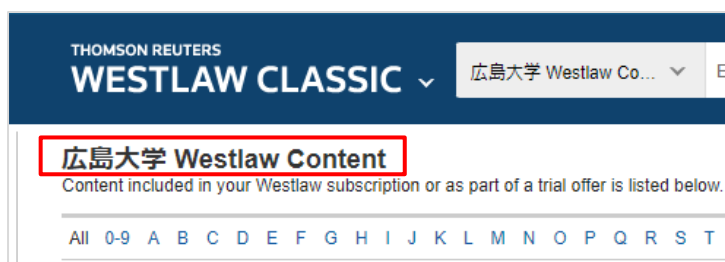 THOMSON REUTERS
WESTLAW CLASSIC
広島大学 Westlaw Co...
E
広島大学 Westlaw Content
Content included in your Westlaw subscription or as part of a trial offer is listed below.
All 0-9 A B C D E F G H I J K L M N O P Q R S T